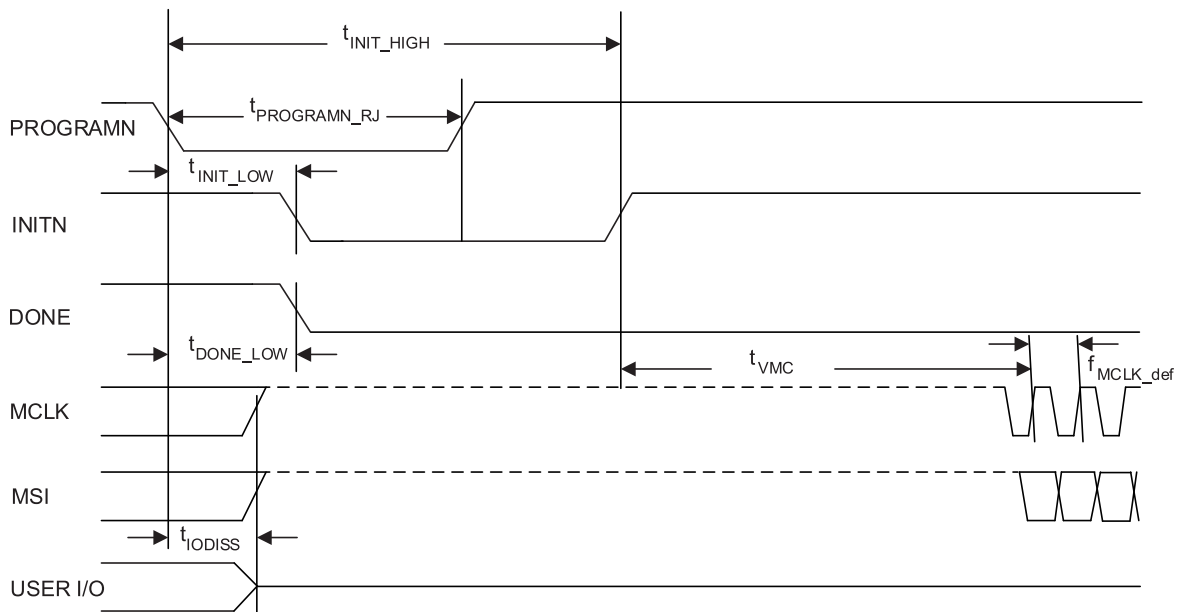 tINIT_HIGH
PROGRAMN
tPROGRAMN_RJ
tINIT_LOW
INITN
DONE
tDONE_LOW
tVMC
fMCLK_def
MCLK
MSI
tIODISS
USER I/O